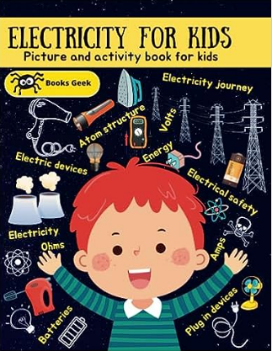 ELECTRICITY FOR KIDS
Picture and activity book for kids
Books Geek
Electricity journey
Atom structure
Volts
Electric devices
Energy
Electrical safety
Electricity
Ohms
Amps
Batteries
Plug in devices